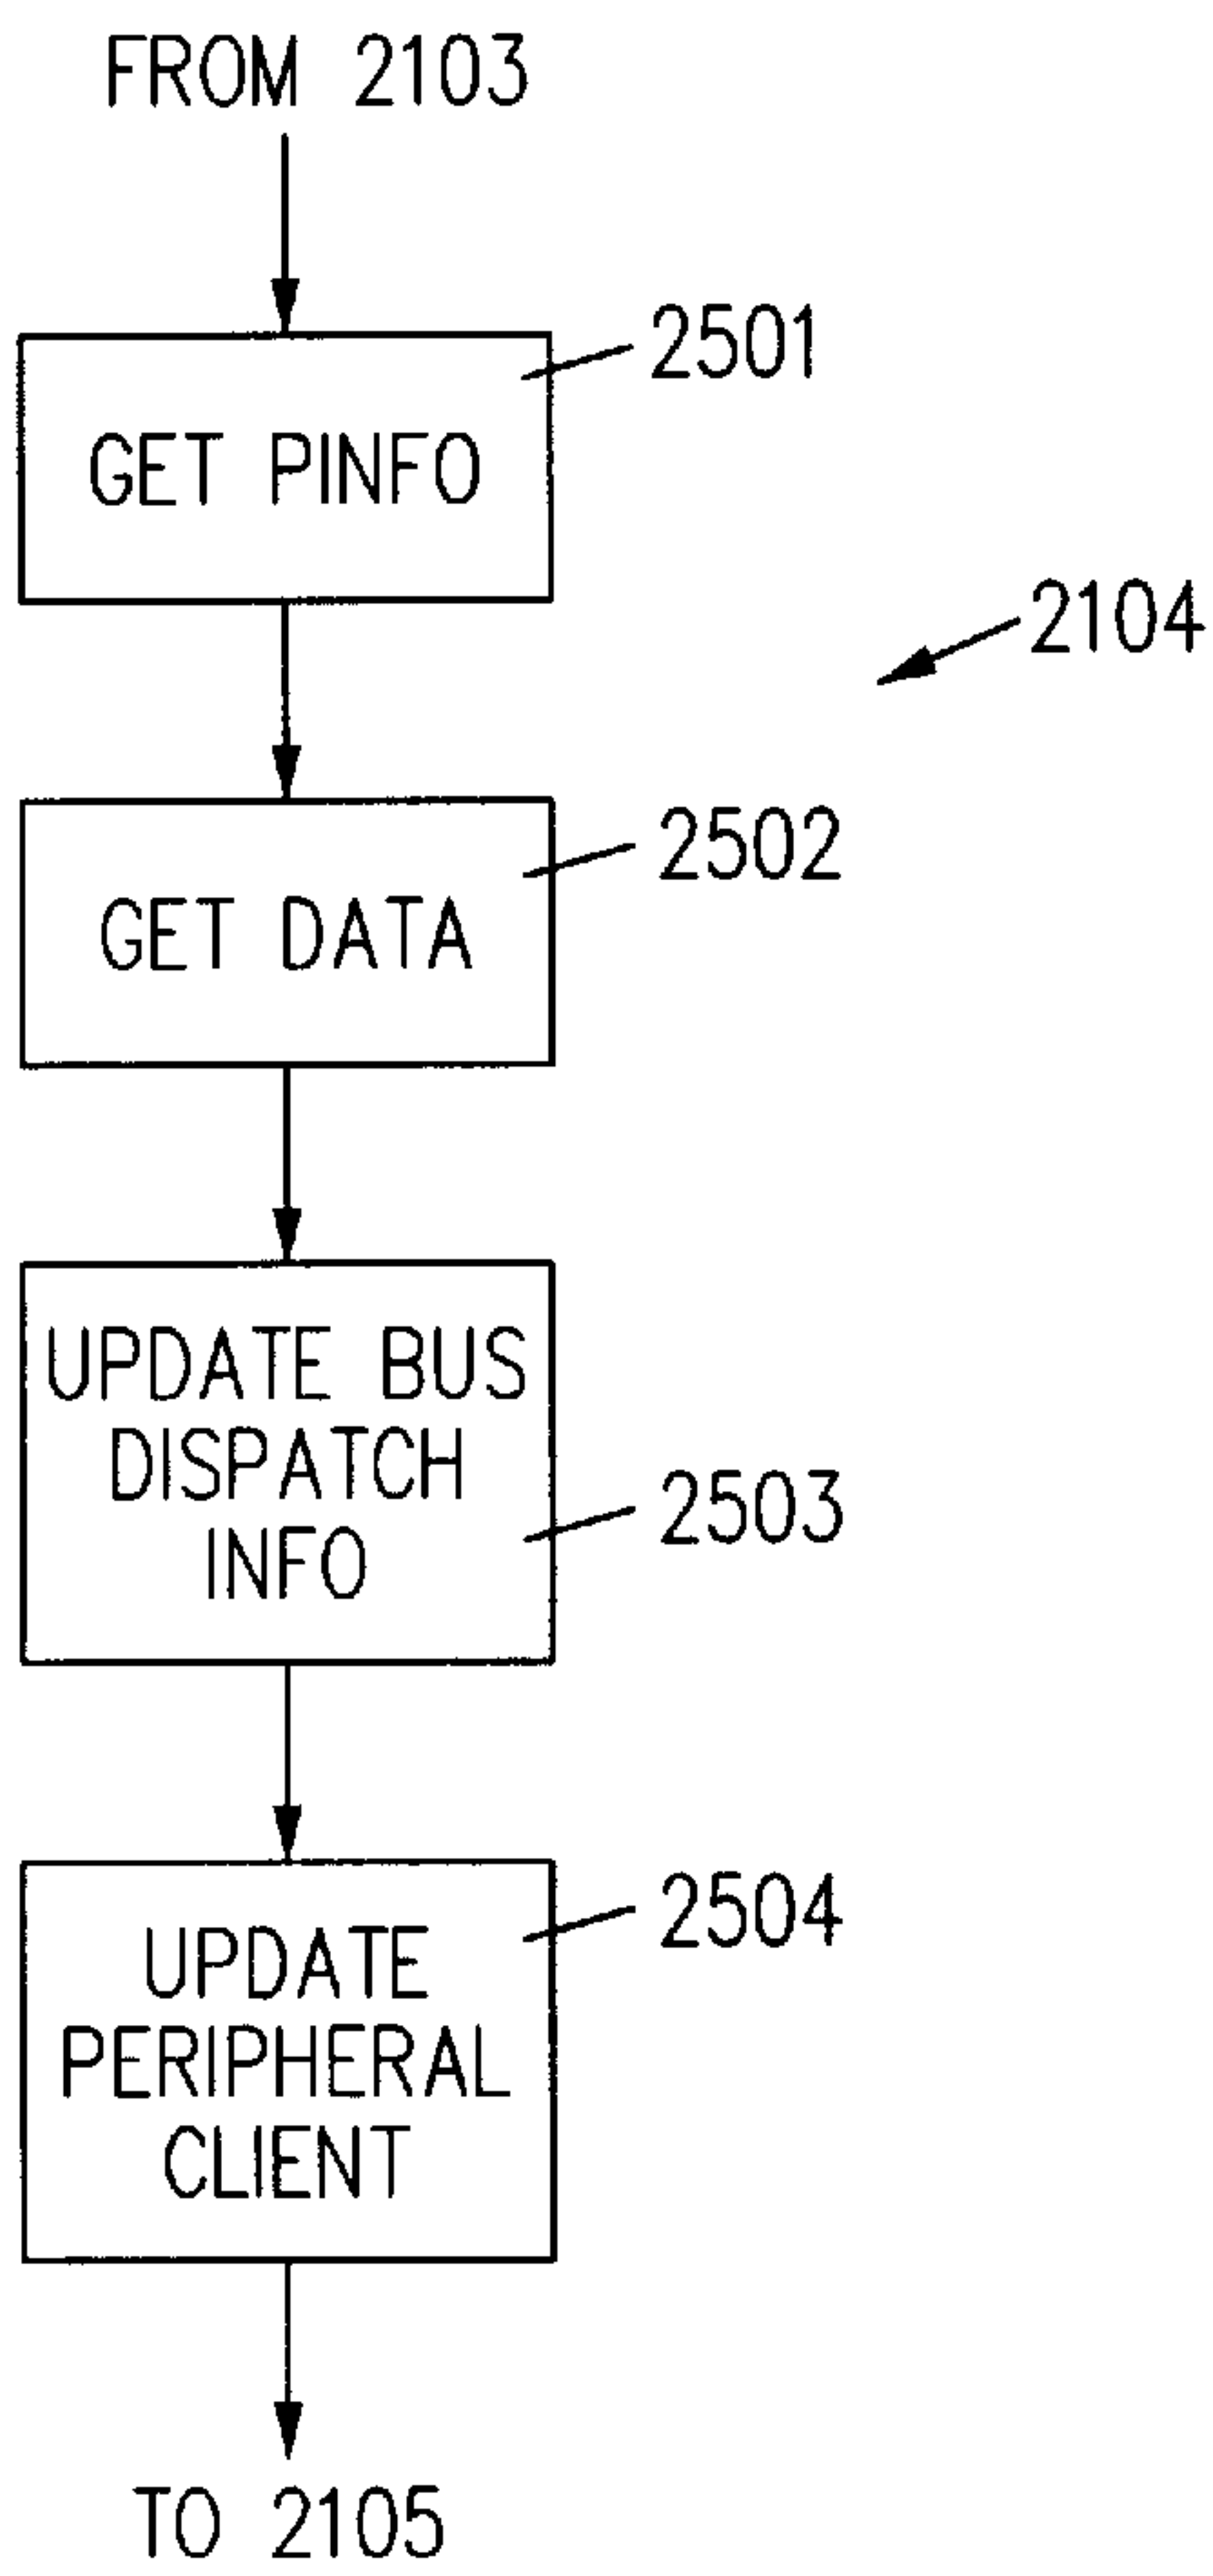 FROM 2103
2501
GET PINFO
2104
2502
GET DATA
UPDATE BUS
DISPATCH
2503
INFO
2504
UPDATE
PERIPHERAL
CLIENT
TO 2105